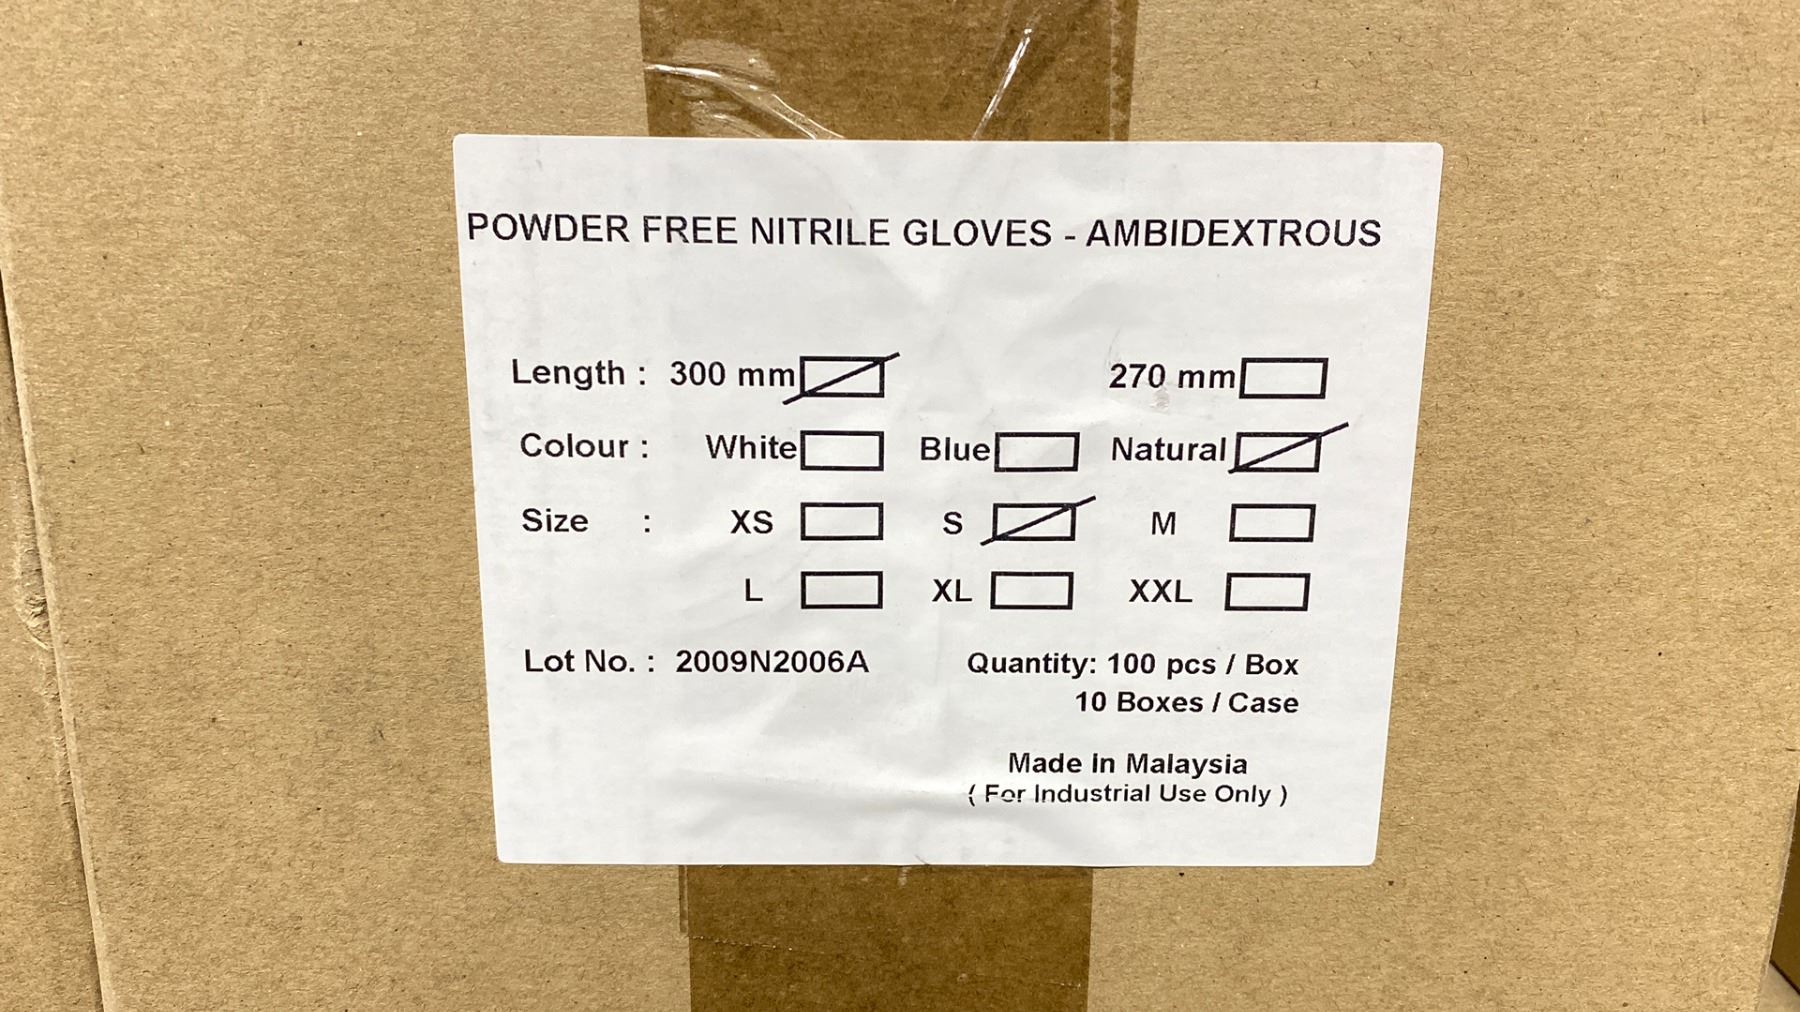 POWDER FREE NITRILE GLOVES - AMBIDEXTROUS
Length : 300 mm 270 mm
Colour : White Blue Natural
Size : XS S M
L XL XXL
Lot No. : 2009N2006A Quantity: 100 pcs / Box
10 Boxes / Case
Made In Malaysia
( For Industrial Use Only )